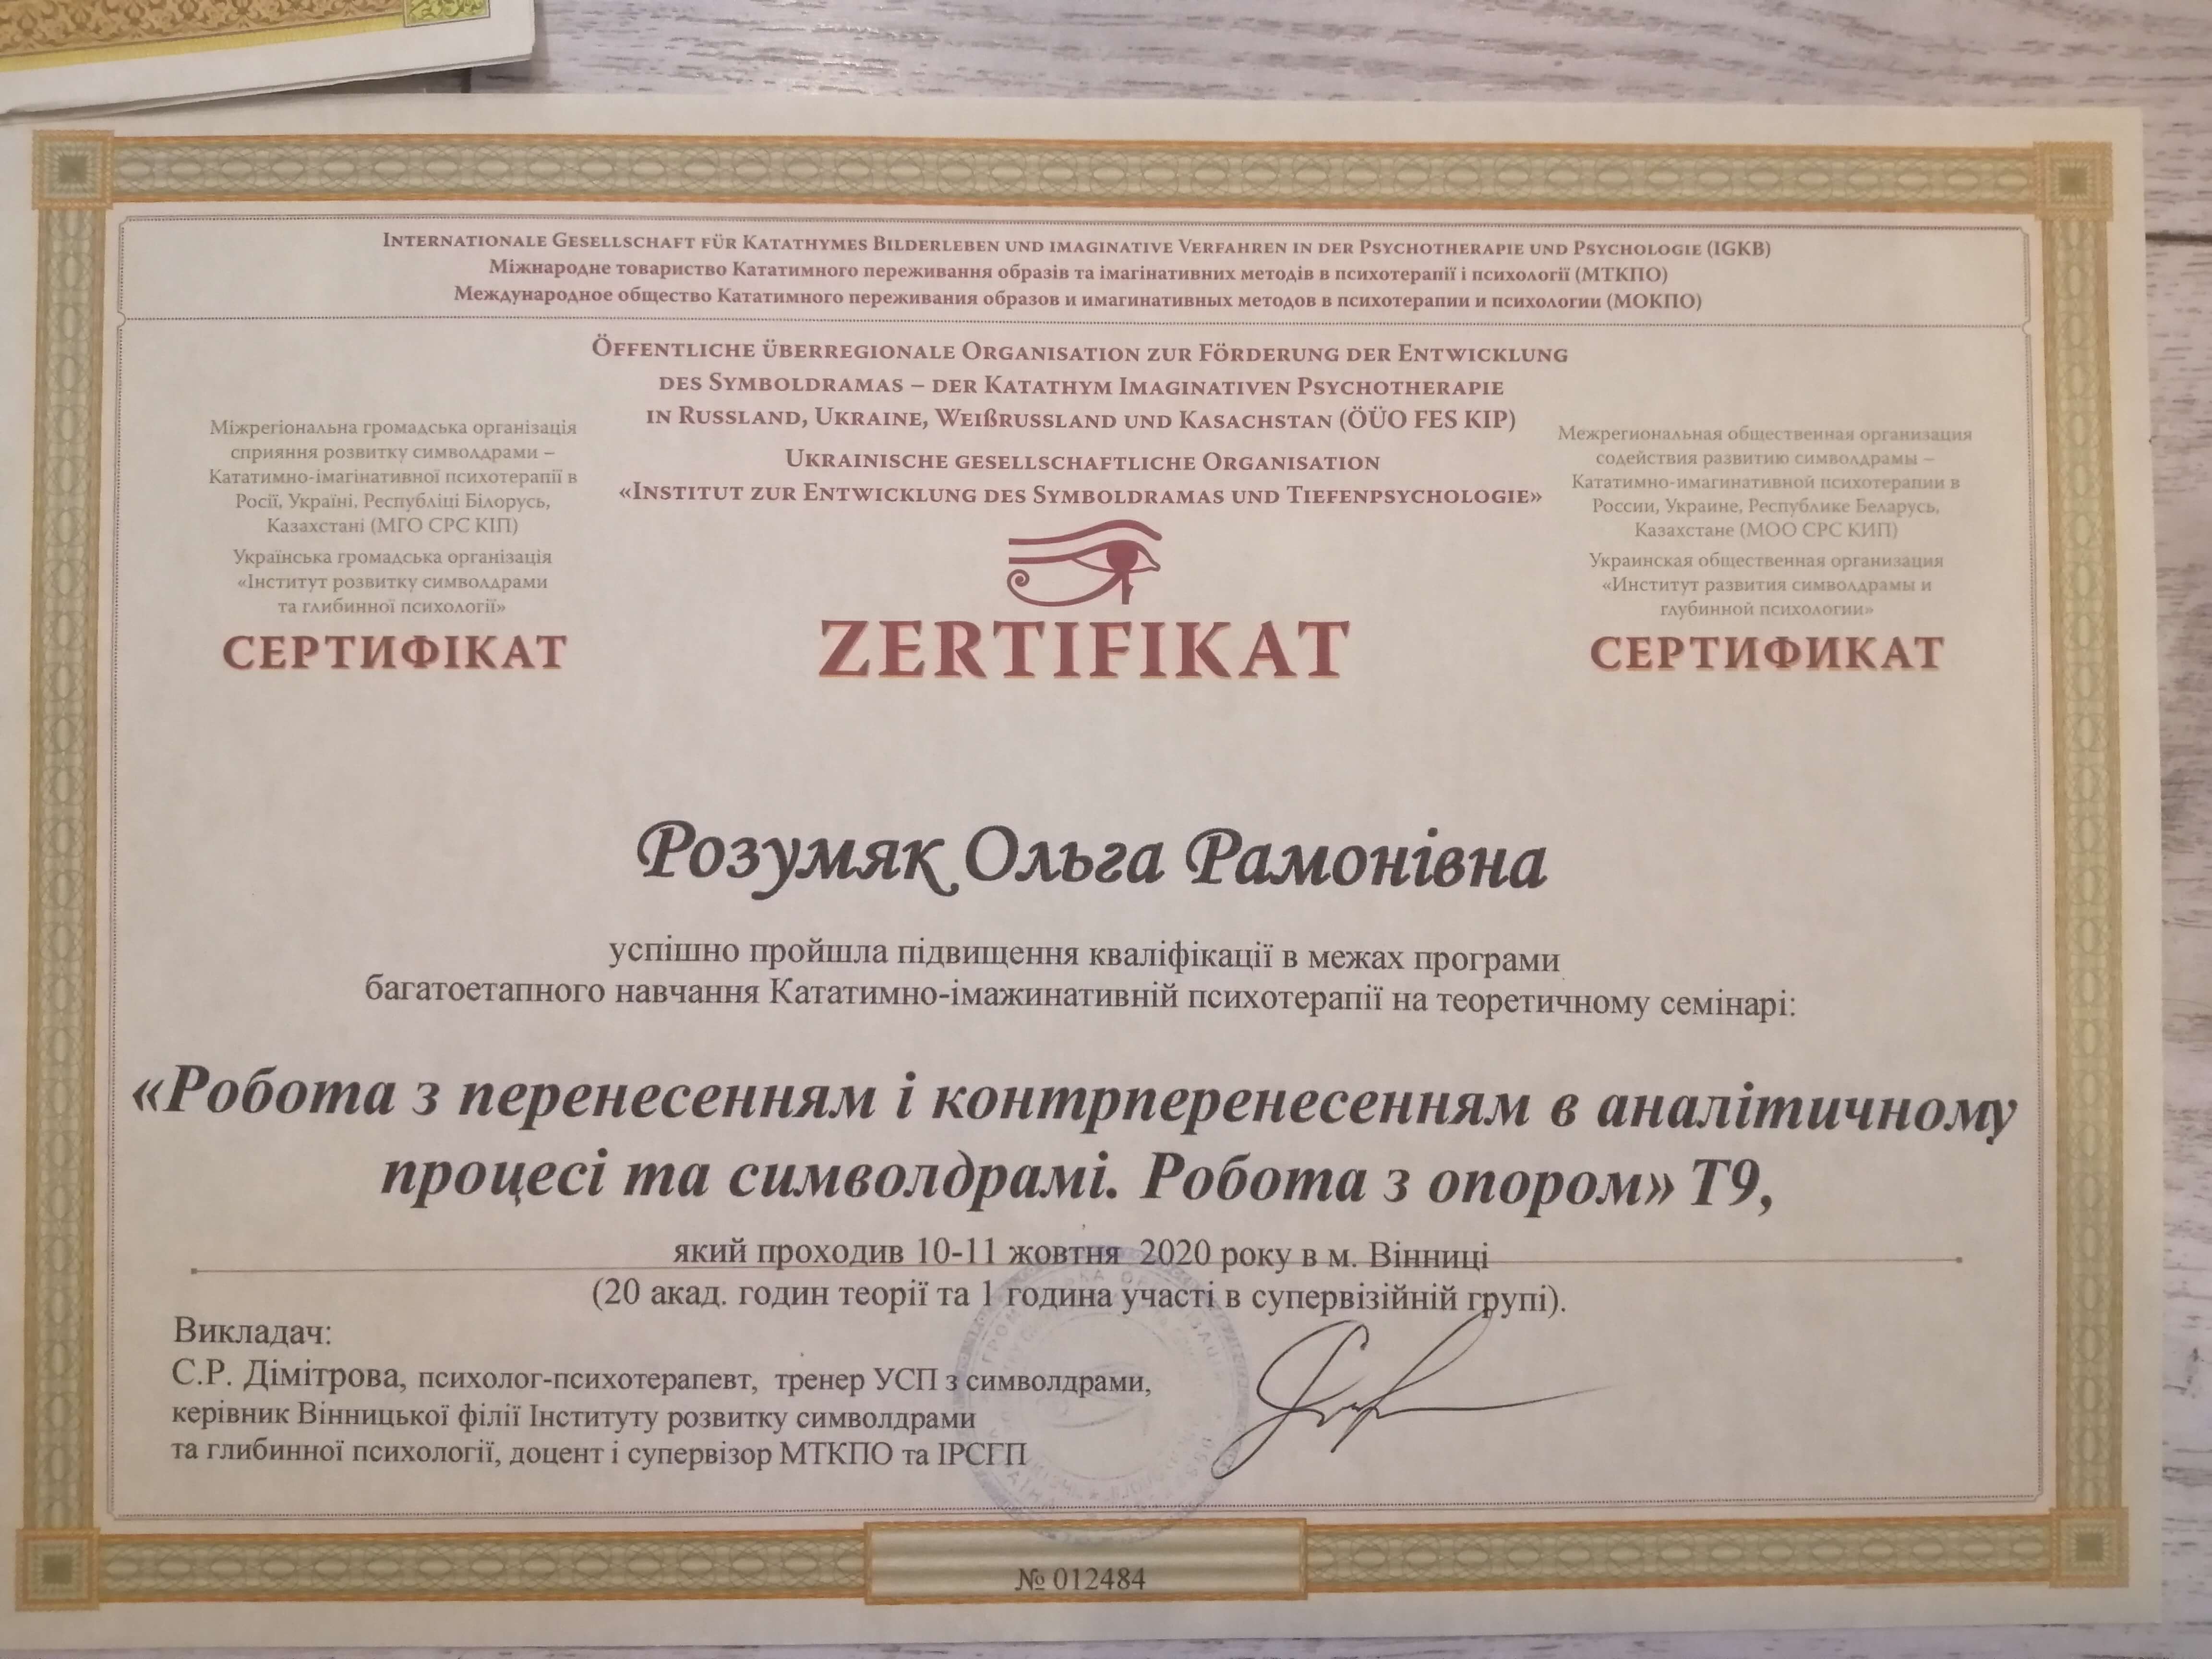 Internationale Gesellschaft für Katathymes Bilderleben und imaginative Verfahren in der Psychotherapie und Psychologie (IGKB)
Міжнародне товариство Кататимного переживання образів та імагінативних методів в психотерапії і психології (МТКПО)
Международное общество Кататимного переживания образов и имагинативных методов в психотерапии и психологии (МОКПО)
Öffentliche überregionale Organisation zur Förderung der Entwicklung
des Symboldramas – der Katathym Imaginativen Psychotherapie
in Russland, Ukraine, Weißrussland und Kasachstan (ÖÜO FES KIP)
Ukrainische gesellschaftliche Organisation
«Institut zur Entwicklung des Symboldramas und Tiefenpsychologie»
ZERTIFIKAT
Міжрегіональна громадська організація
сприяння розвитку символдрами –
Кататимно-імагінативної психотерапії в
Росії, Україні, Республіці Білорусь,
Казахстані (МГО СРС КІП)
Українська громадська організація
«Інститут розвитку символдрами
та глибинної психології»
СЕРТИФІКАТ
Межрегиональная общественная организация
содействия развитию символдрамы –
Кататимно-имагинативной психотерапии в
России, Украине, Республике Беларусь,
Казахстане (МОО СРС КИП)
Украинская общественная организация
«Институт развития символдрамы и
глубинной психологии»
СЕРТИФИКАТ
Розумяк Ольга Рамонівна
успішно пройшла підвищення кваліфікації в межах програми
багатоетапного навчання Кататимно-імажинативній психотерапії на теоретичному семінарі:
«Робота з перенесенням і контрперенесенням в аналітичному
процесі та символдрамі. Робота з опором» Т9,
який проходив 10-11 жовтня 2020 року в м. Вінниці
(20 акад. годин теорії та 1 година участі в супервізійній групі).
Викладач:
С.Р. Дімітрова, психолог-психотерапевт, тренер УСП з символдрами,
керівник Вінницької філії Інституту розвитку символдрами
та глибинної психології, доцент і супервізор МТКПО та ІРСГП
№ 012484